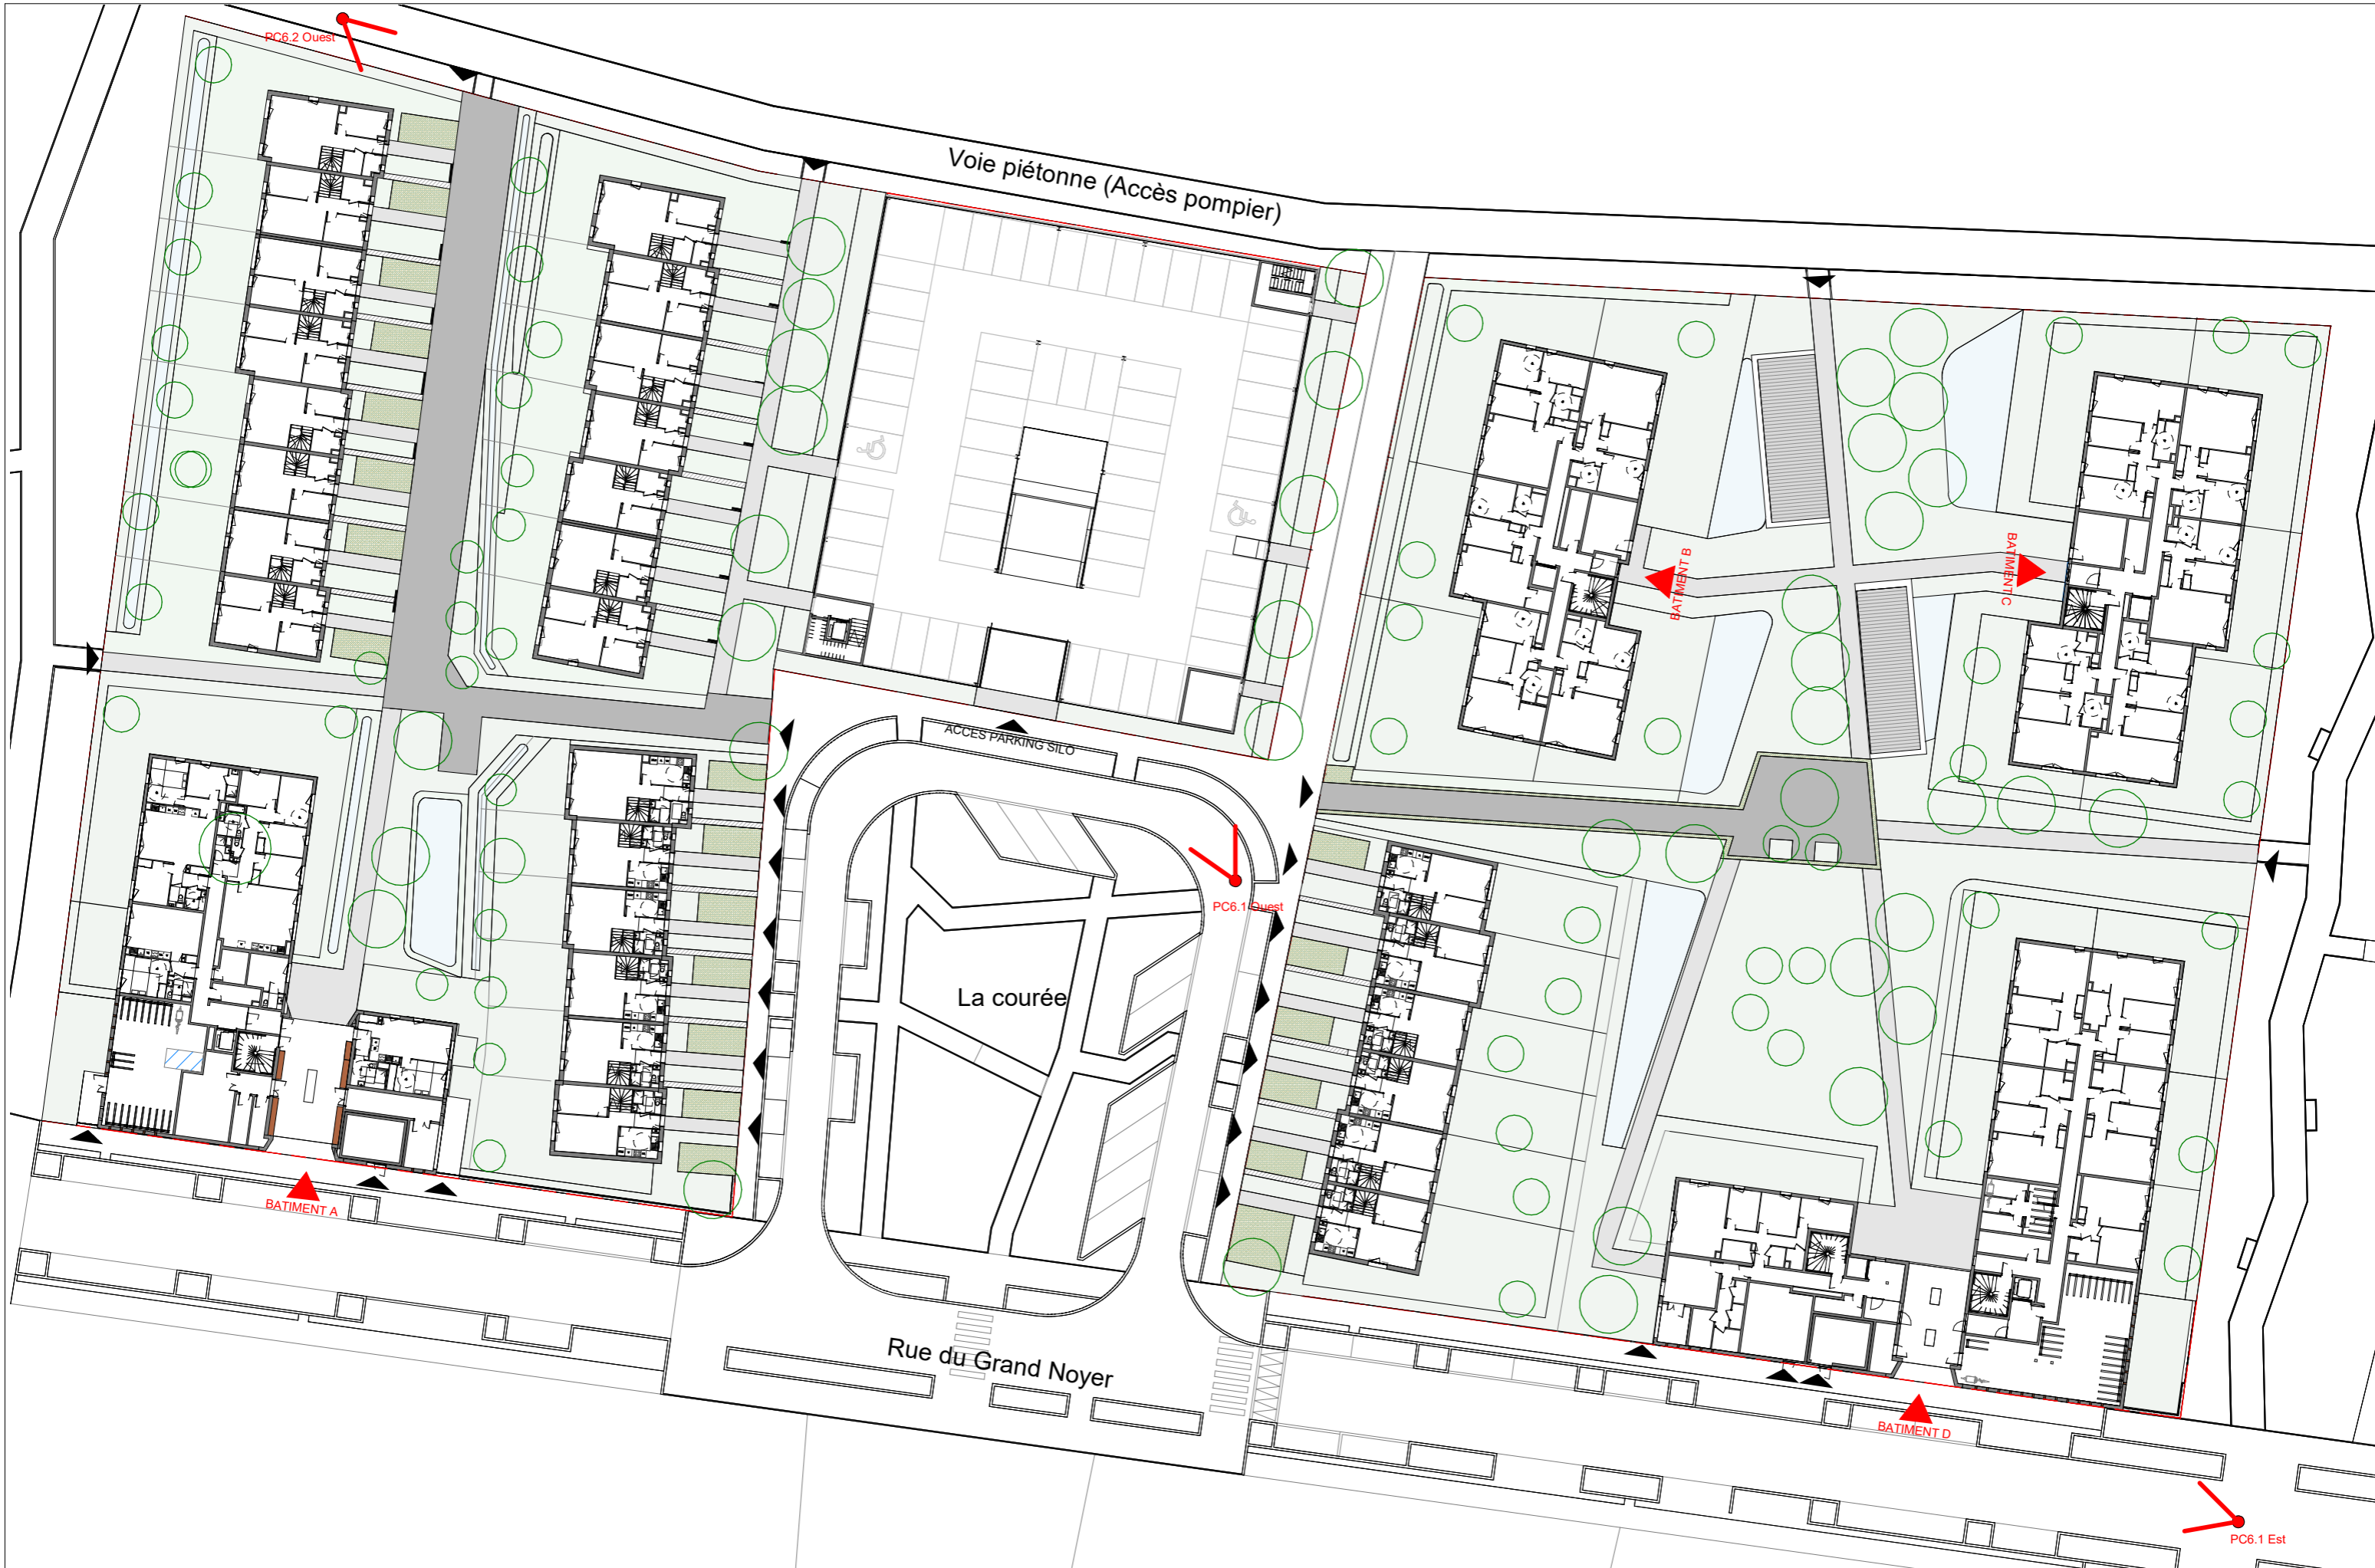 PC6.2 Ouest
Voie piétonne (Accès pompier)
BATIMENT B
BATIMENT C
ACCES PARKING SILO
PC6.1 Ouest
La courée
BATIMENT A
Rue du Grand Noyer
BATIMENT D
PC6.1 Est